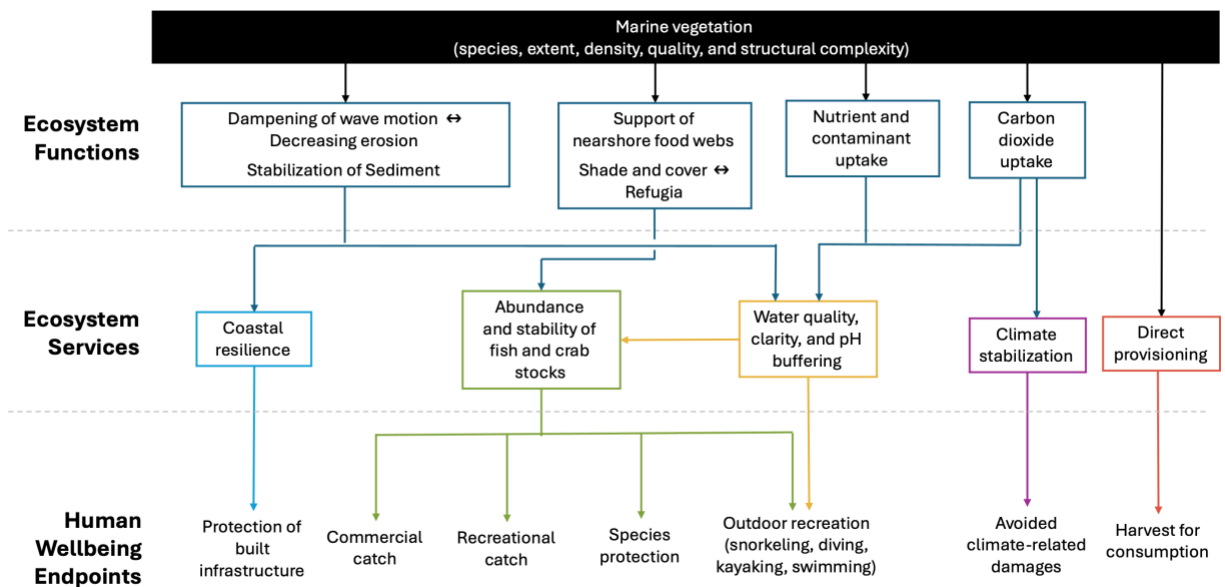 Marine vegetation
(species, extent, density, quality, and structural complexity)
Ecosystem
Functions
Dampening of wave motion ↔
Decreasing erosion
Stabilization of Sediment
Support of
nearshore food webs
Shade and cover ↔
Refugia
Nutrient and
contaminant
uptake
Carbon
dioxide
uptake
Ecosystem
Services
Coastal
resilience
Abundance
and stability of
fish and crab
stocks
Water quality,
clarity, and pH
buffering
Climate
stabilization
Direct
provisioning
Human
Wellbeing
Endpoints
Protection of
built
infrastructure
Commercial
catch
Recreational
catch
Species
protection
Outdoor recreation
(snorkeling, diving,
kayaking, swimming)
Avoided
climate-related
damages
Harvest for
consumption